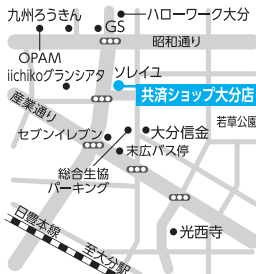 九州ろうきん
ハローワーク大分
GS
昭和通り
OPAM
iichikoグランシアタ
ソレイユ
共済ショップ大分店
産業通り
若草公園
セブンイレブン
大分信金
末広バス停
総合生協
パーキング
光西寺
日豊本線
至大分駅